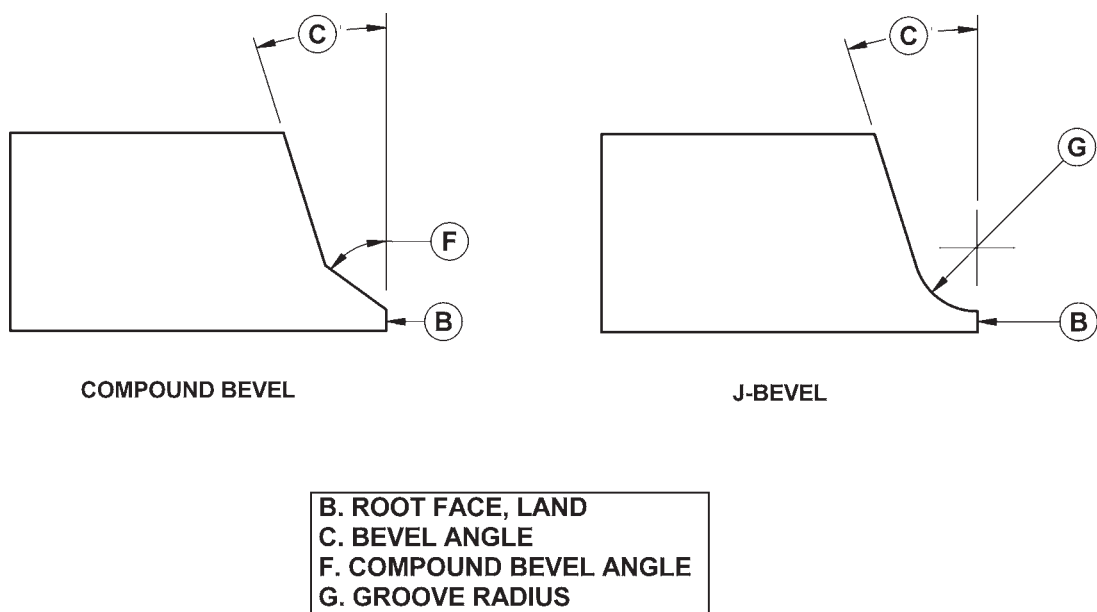 C
C
G
F
B
B
COMPOUND BEVEL
J-BEVEL
B. ROOT FACE, LAND
C. BEVEL ANGLE
F. COMPOUND BEVEL ANGLE
G. GROOVE RADIUS